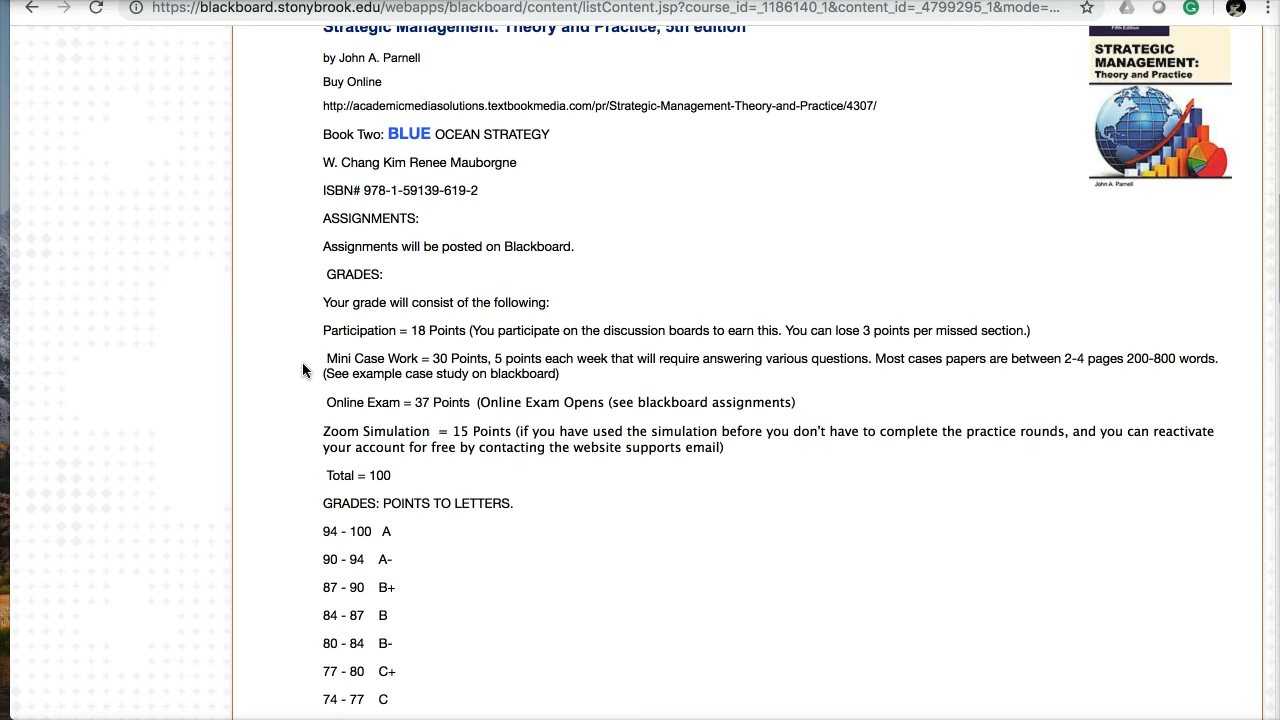 https://blackboard.stonybrook.edu/webapps/blackboard/content/listContent.jsp?course_id=_1186140_1&content_id=_4799295_1&mode=...
Strategic Management: Theory and Practice, 5th edition
by John A. Parnell
Buy Online
http://academicmediasolutions.textbookmedia.com/pr/Strategic-Management-Theory-and-Practice/4307/
Book Two: BLUE OCEAN STRATEGY
W. Chang Kim Renee Mauborgne
ISBN# 978-1-59139-619-2
ASSIGNMENTS:
Assignments will be posted on Blackboard.
GRADES:
Your grade will consist of the following:
Participation = 18 Points (You participate on the discussion boards to earn this. You can lose 3 points per missed section.)
Mini Case Work = 30 Points, 5 points each week that will require answering various questions. Most cases papers are between 2-4 pages 200-800 words.
(See example case study on blackboard)
Online Exam = 37 Points  (Online Exam Opens (see blackboard assignments)
Zoom Simulation  = 15 Points (if you have used the simulation before you don't have to complete the practice rounds, and you can reactivate
your account for free by contacting the website supports email)
Total = 100
GRADES: POINTS TO LETTERS.
94 - 100   A
90 - 94    A-
87 - 90    B+
84 - 87    B
80 - 84    B-
77 - 80    C+
74 - 77    C
Fifth Edition
STRATEGIC
MANAGEMENT:
Theory and Practice
John A. Parnell